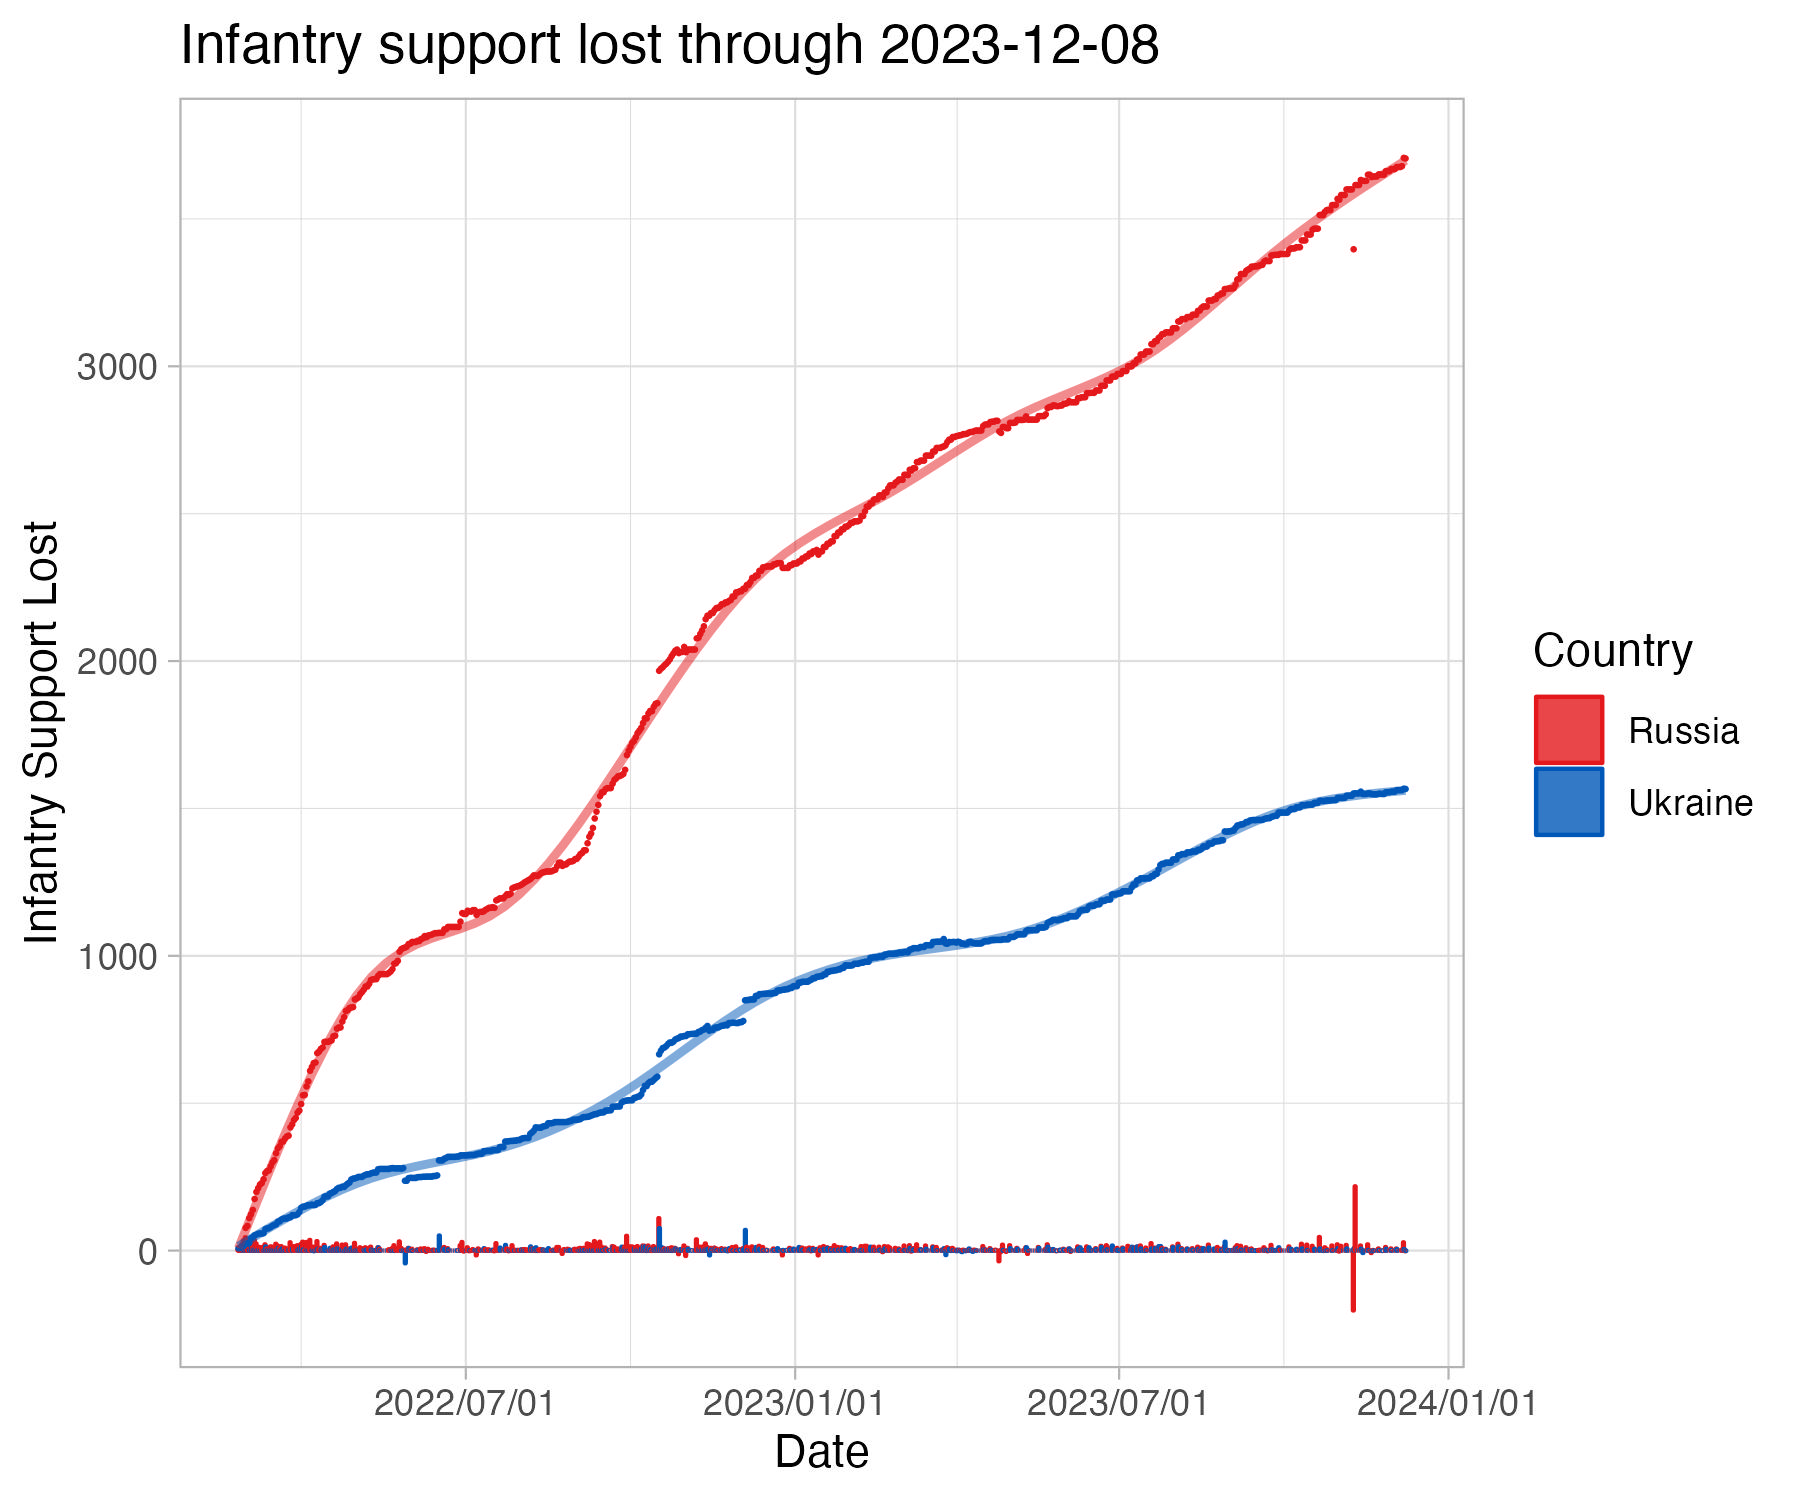 Infantry support lost through 2023-12-08
Infantry Support Lost
3000
2000
1000
0
2022/07/01
2023/01/01
2023/07/01
2024/01/01
Date
Country
Russia
Ukraine